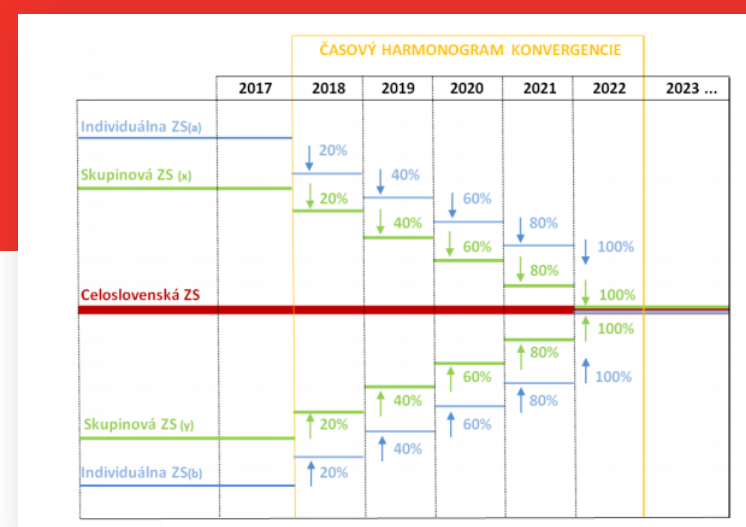 ČASOVÝ HARMONOGRAM KONVERGENCIE
2017 2018 2019 2020 2021 2022 2023 ...
Individuálna ZS(a)
20%
Skupinová ZS (x)
40%
20%
60%
40%
80%
60%
100%
80%
Celoslovenská ZS
100%
100%
80%
60%
100%
40%
80%
Skupinová ZS (y)
20%
60%
40%
Individuálna ZS(b)
20%